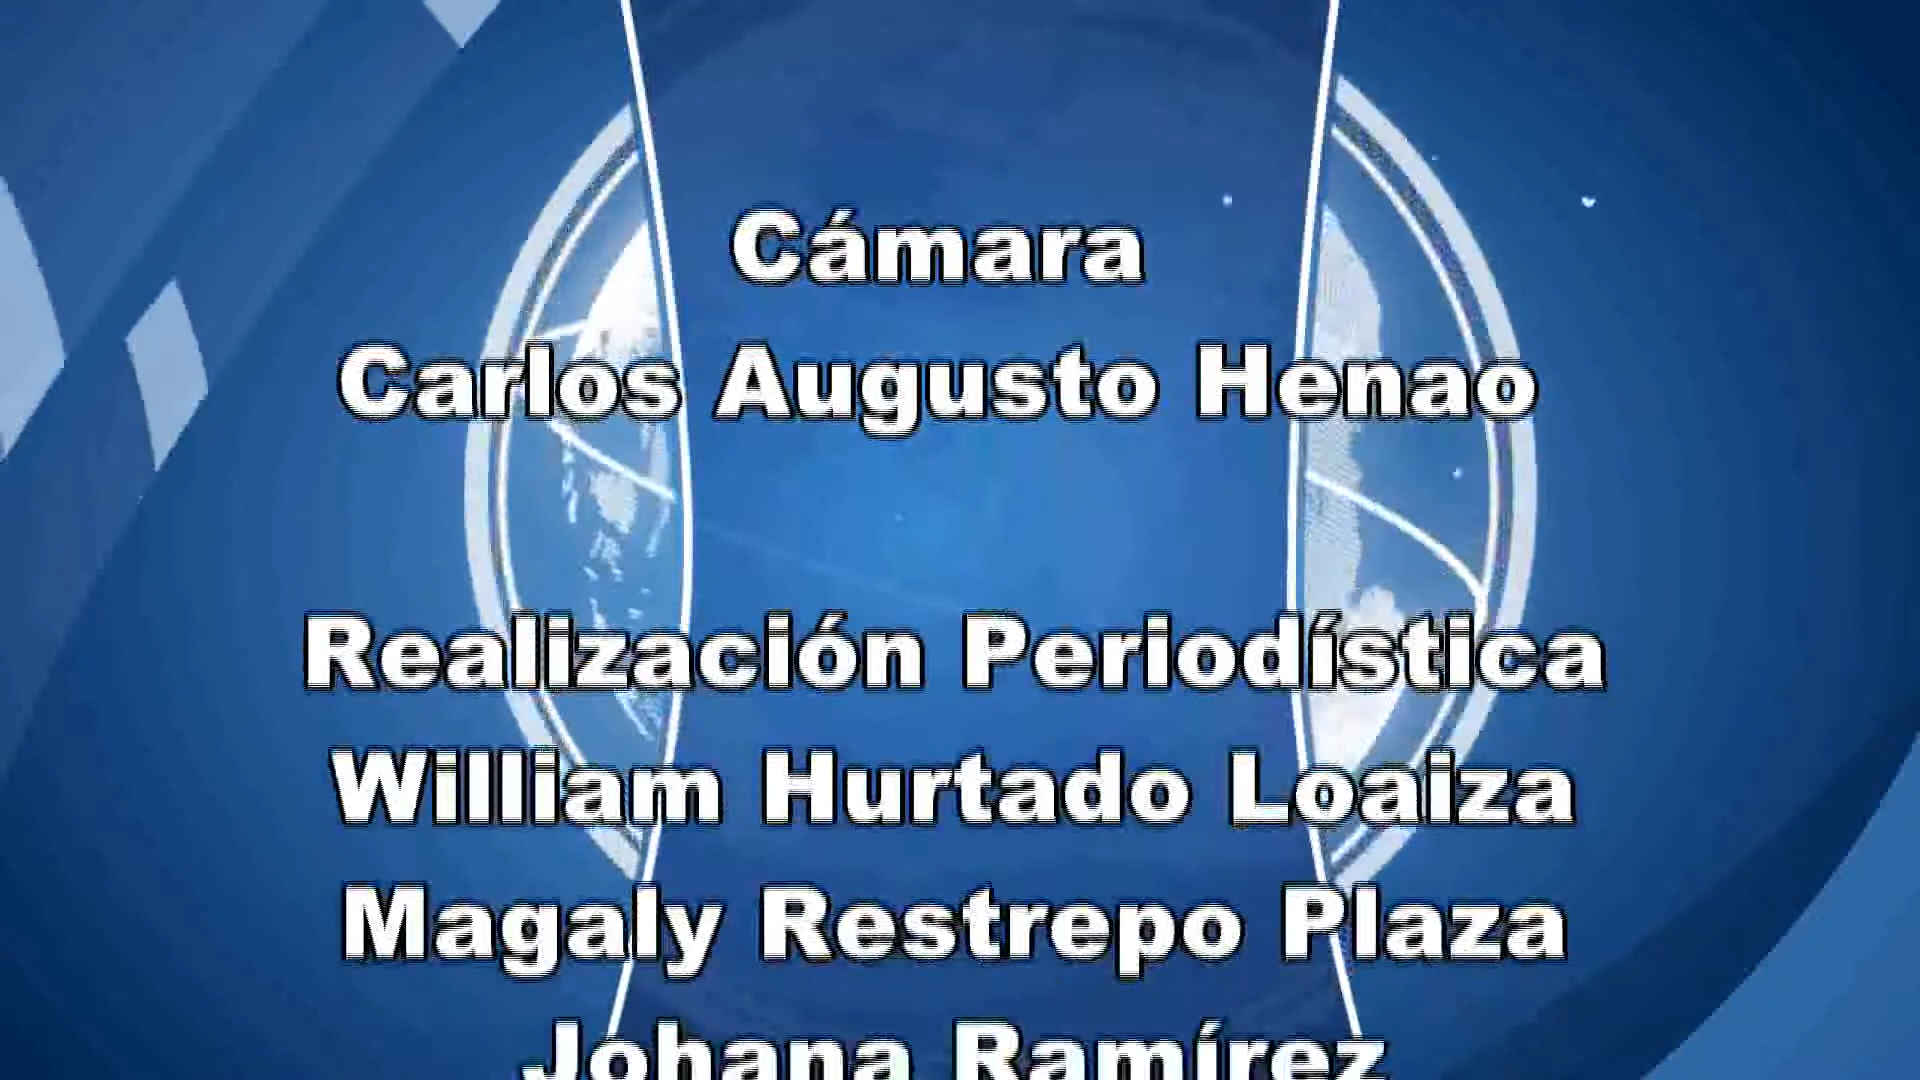 Cámara
Carlos Augusto Henao
Realización Periodística
William Hurtado Loaiza
Magaly Restrepo Plaza
Johana Ramírez